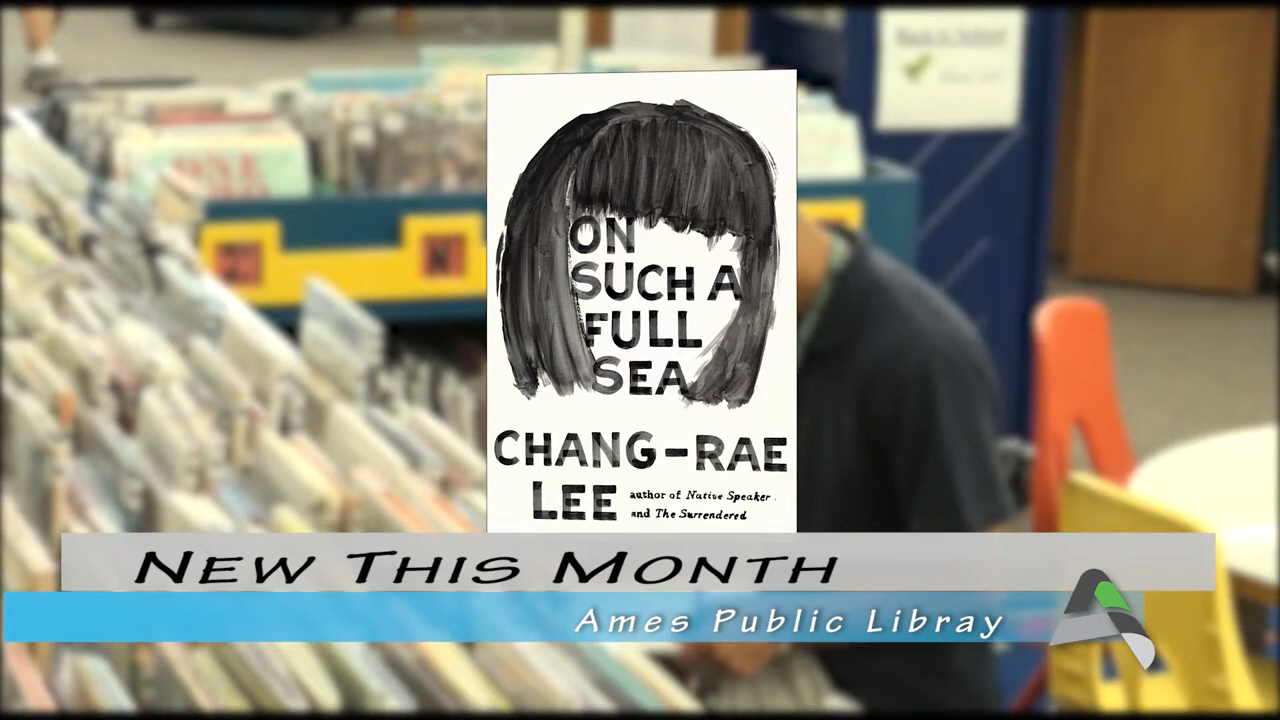 ON
SUCH A
FULL
SEA
CHANG-RAE
LEE
author of Native Speaker
and The Surrendered
New This Month
Ames Public Libray